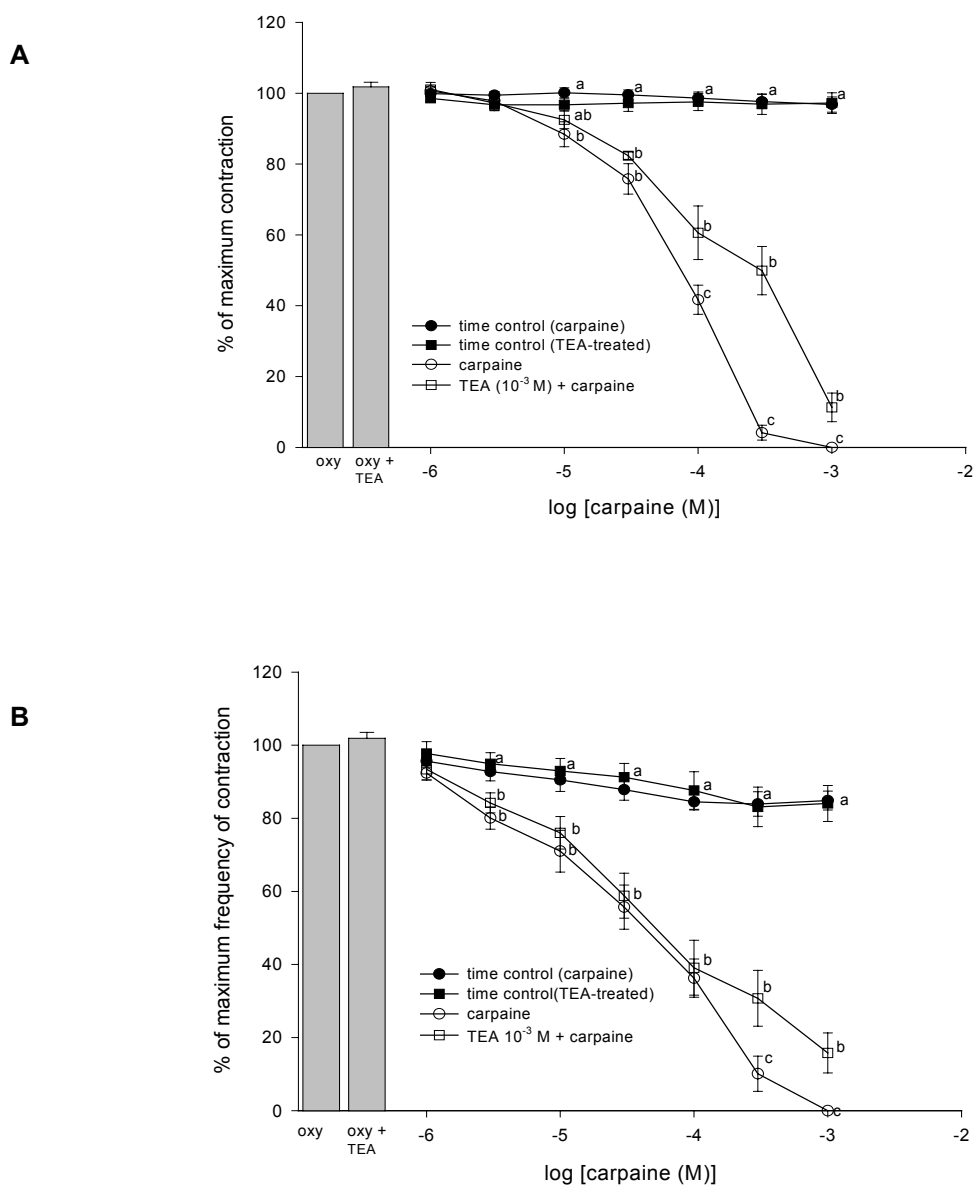 A
% of maximum contraction
120
100
80
60
40
20
0
a
a
a
a
a
ab
b
b
b
b
c
b
c
b
c
time control (carpaine)
time control (TEA-treated)
carpaine
TEA (10⁻³ M) + carpaine
oxy
oxy +
TEA
-6
-5
-4
-3
-2
log [carpaine (M)]
B
% of maximum frequency of contraction
120
100
80
60
40
20
0
a
a
a
a
a
a
b
b
b
b
b
b
b
c
b
c
time control (carpaine)
time control(TEA-treated)
carpaine
TEA 10⁻³ M + carpaine
oxy
oxy +
TEA
-6
-5
-4
-3
-2
log [carpaine (M)]